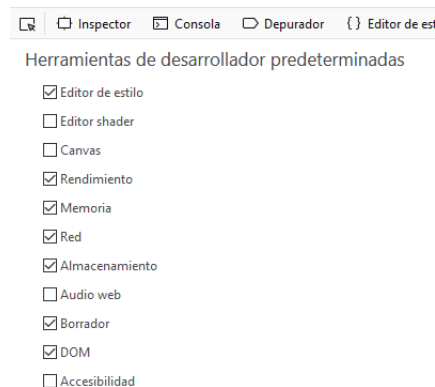 Inspector Consola Depurador {} Editor de est
Herramientas de desarrollador predeterminadas
Editor de estilo
Editor shader
Canvas
Rendimiento
Memoria
Red
Almacenamiento
Audio web
Borrador
DOM
Accesibilidad